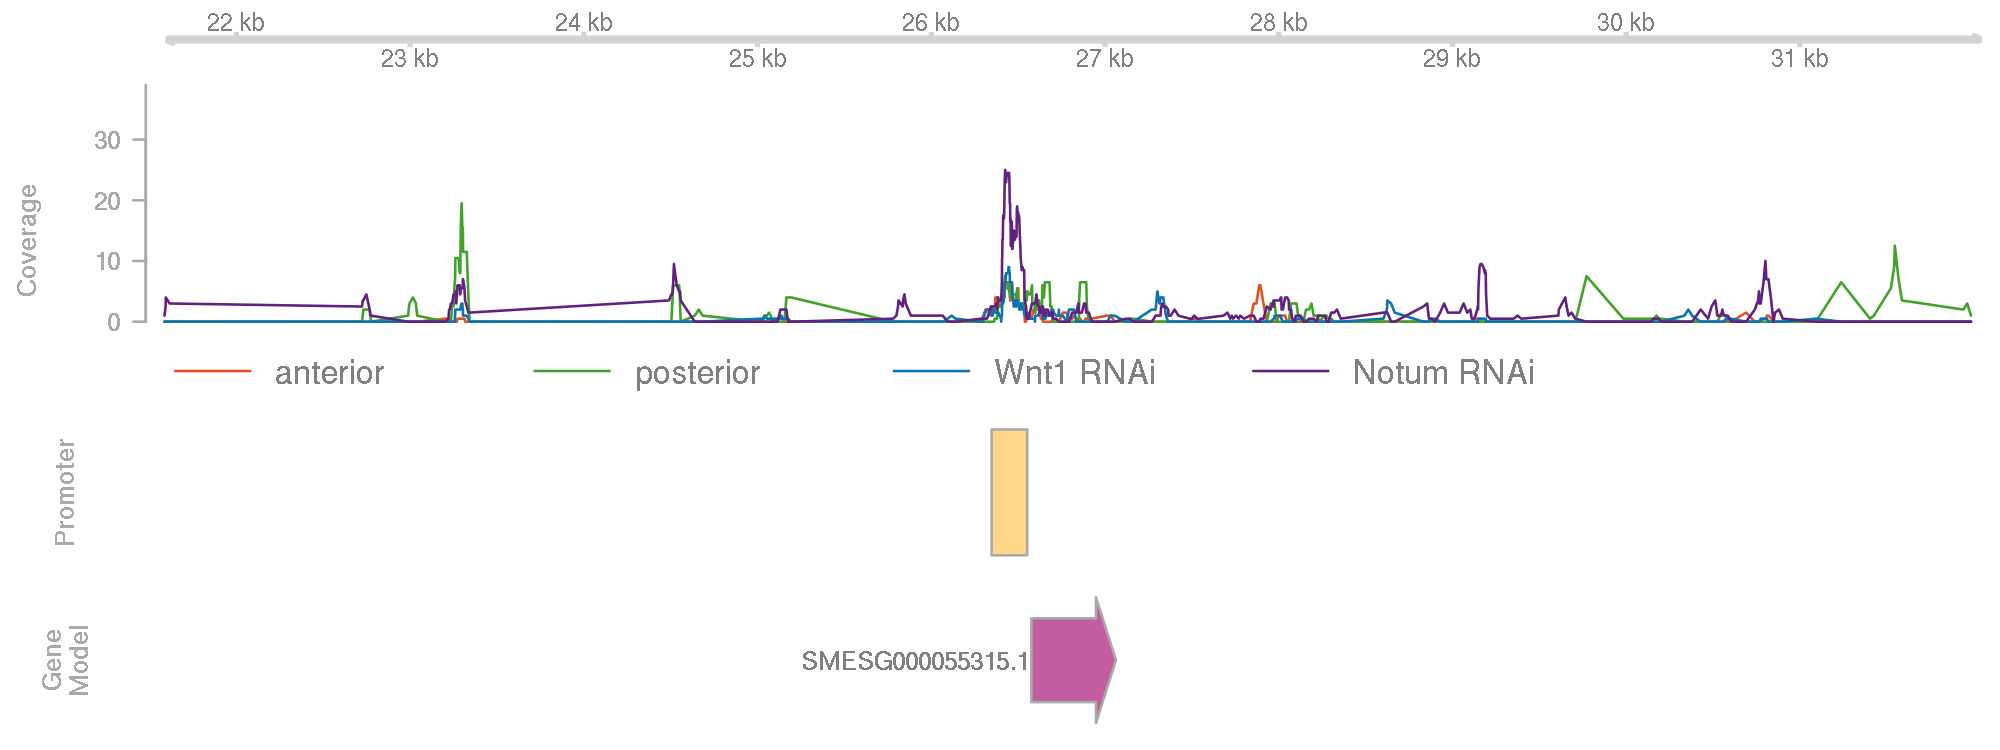 22 kb 24 kb 26 kb 28 kb 30 kb
23 kb 25 kb 27 kb 29 kb 31 kb
Coverage
30
20
10
0
anterior posterior Wnt1 RNAi Notum RNAi
Promoter
Gene
Model
SMESG000055315.1